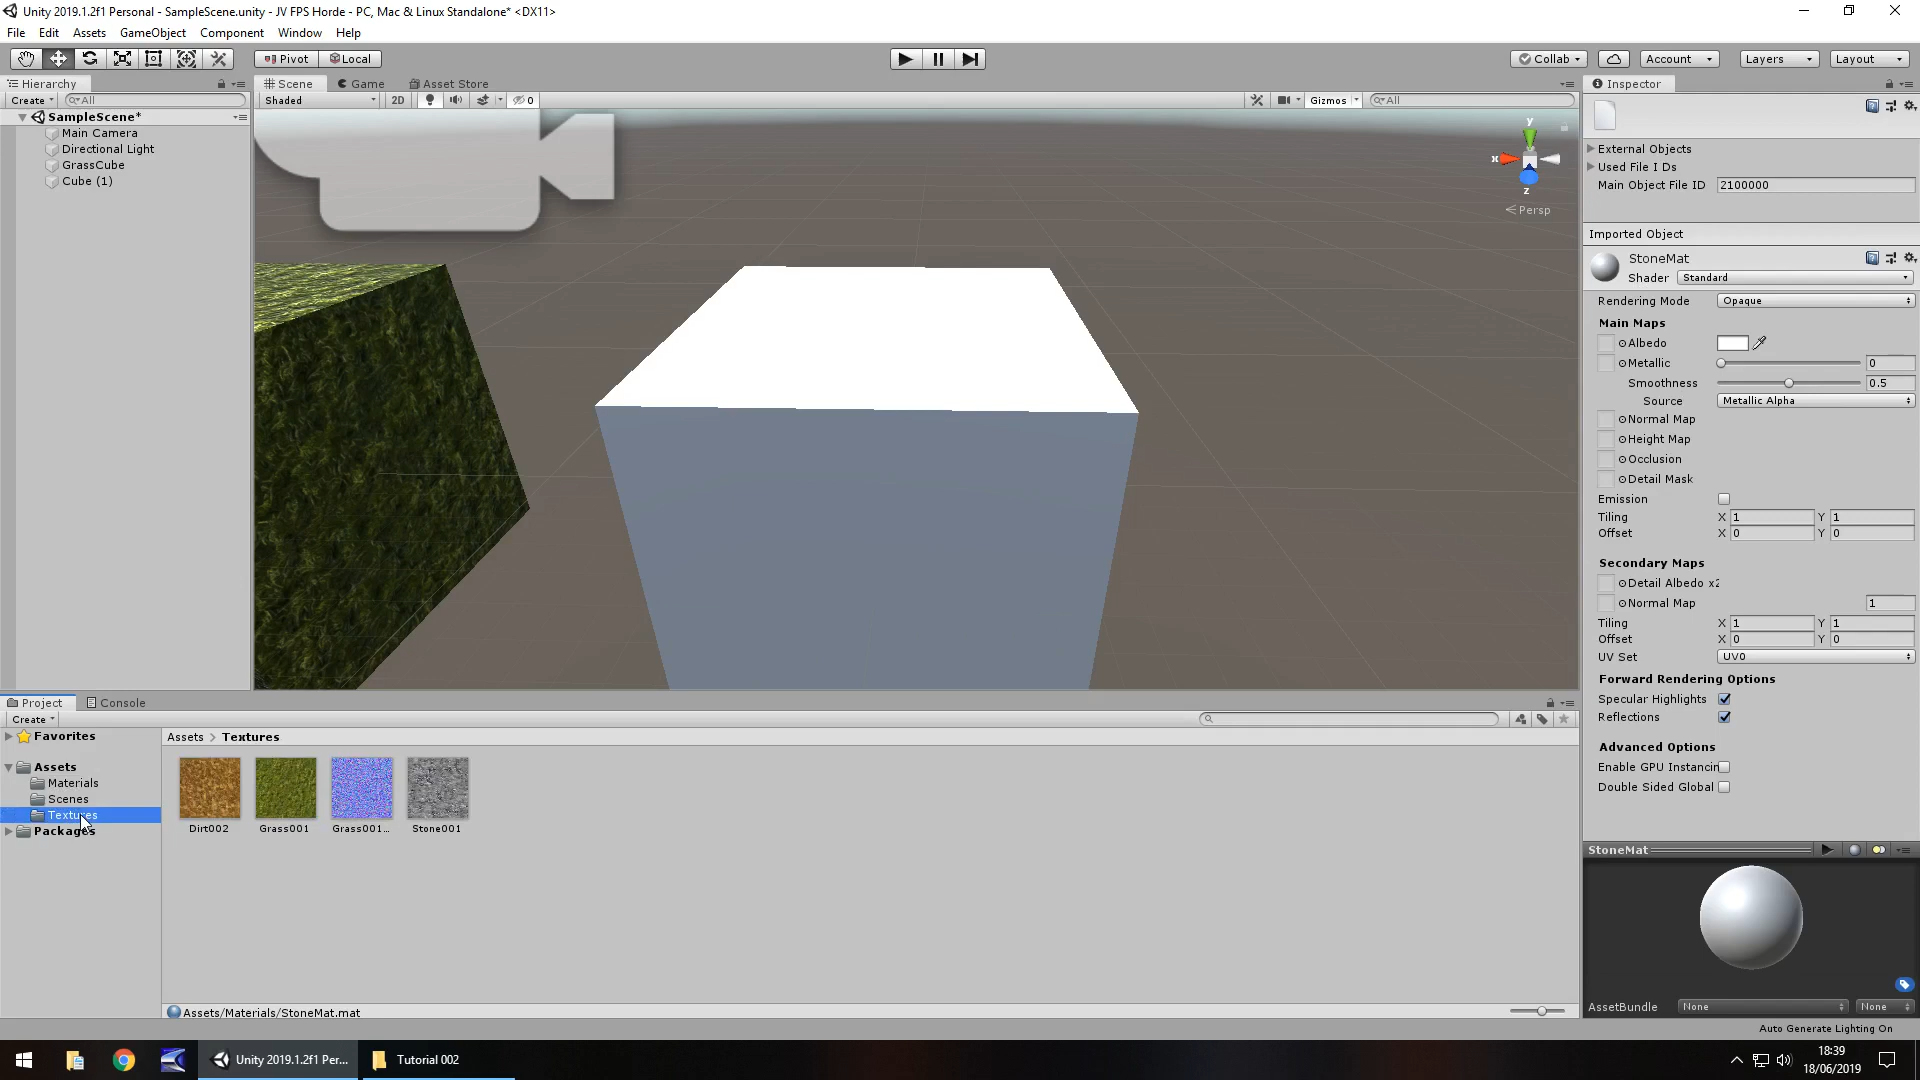 Unity 2019.1.2f1 Personal - SampleScene.unity - JV FPS Horde - PC, Mac & Linux Standalone* <DX11>
File Edit Assets GameObject Component Window Help
Pivot Local Collab Account Layers Layout
Hierarchy
Create All
SampleScene*
Main Camera
Directional Light
GrassCube
Cube (1)
Scene Game Asset Store
Shaded 2D 0 Gizmos All
y
x
z
Persp
Inspector
External Objects
Used File I Ds
Main Object File ID 2100000
Imported Object
StoneMat
Shader Standard
Rendering Mode Opaque
Main Maps
Albedo
Metallic 0
Smoothness 0.5
Source Metallic Alpha
Normal Map
Height Map
Occlusion
Detail Mask
Emission
Tiling X 1 Y 1
Offset X 0 Y 0
Secondary Maps
Detail Albedo x2
Normal Map 1
Tiling X 1 Y 1
Offset X 0 Y 0
UV Set UV0
Forward Rendering Options
Specular Highlights
Reflections
Advanced Options
Enable GPU Instancin
Double Sided Global
StoneMat
AssetBundle None None
Project Console
Create
Favorites
Assets
Materials
Scenes
Textures
Packages
Assets > Textures
Dirt002 Grass001 Grass001... Stone001
Assets/Materials/StoneMat.mat
Auto Generate Lighting On
Unity 2019.1.2f1 Per... Tutorial 002
18:39
18/06/2019